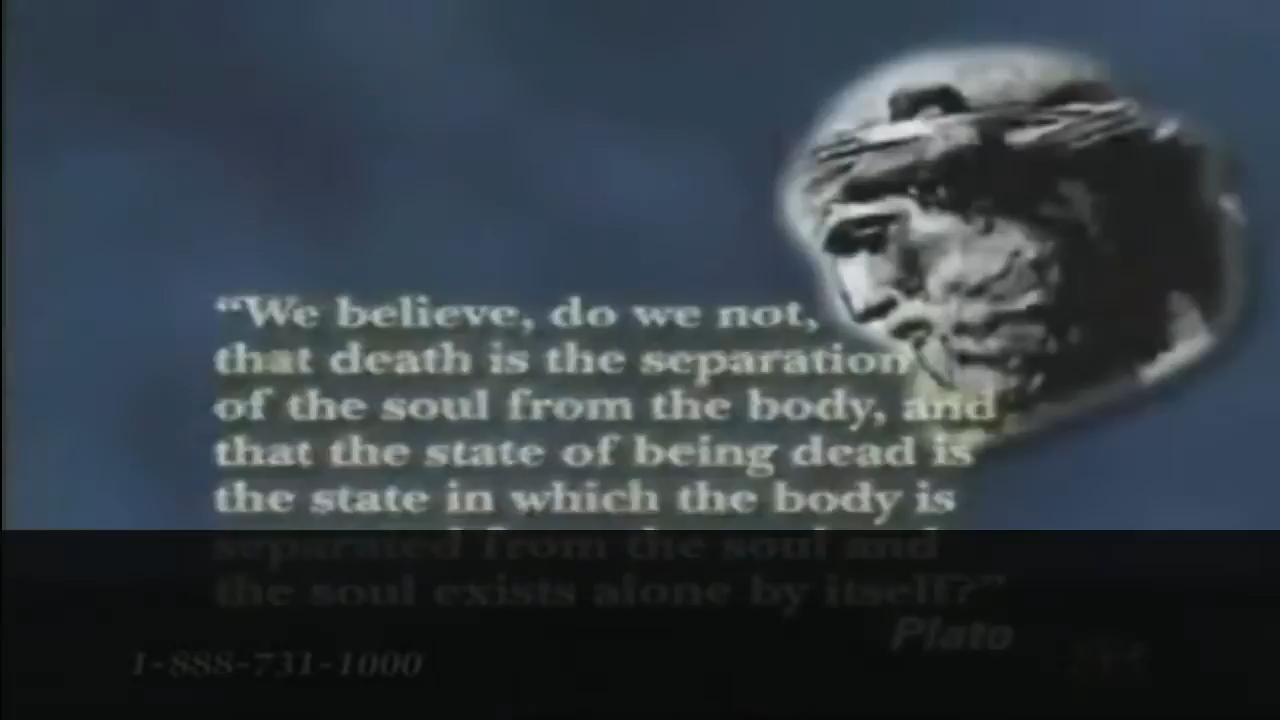 “We believe, do we not,
that death is the separation
of the soul from the body, and
that the state of being dead is
the state in which the body is
separated from the soul and
the soul exists alone by itself?”
Plato
1-888-731-1000